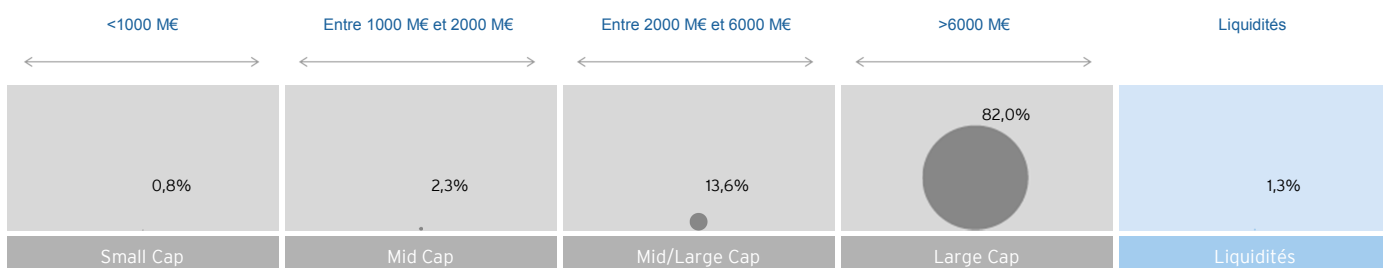 <1000 M€ Entre 1000 M€ et 2000 M€ Entre 2000 M€ et 6000 M€ >6000 M€ Liquidités
82,0%
0,8% 2,3% 13,6% 1,3%
Small Cap Mid Cap Mid/Large Cap Large Cap Liquidités